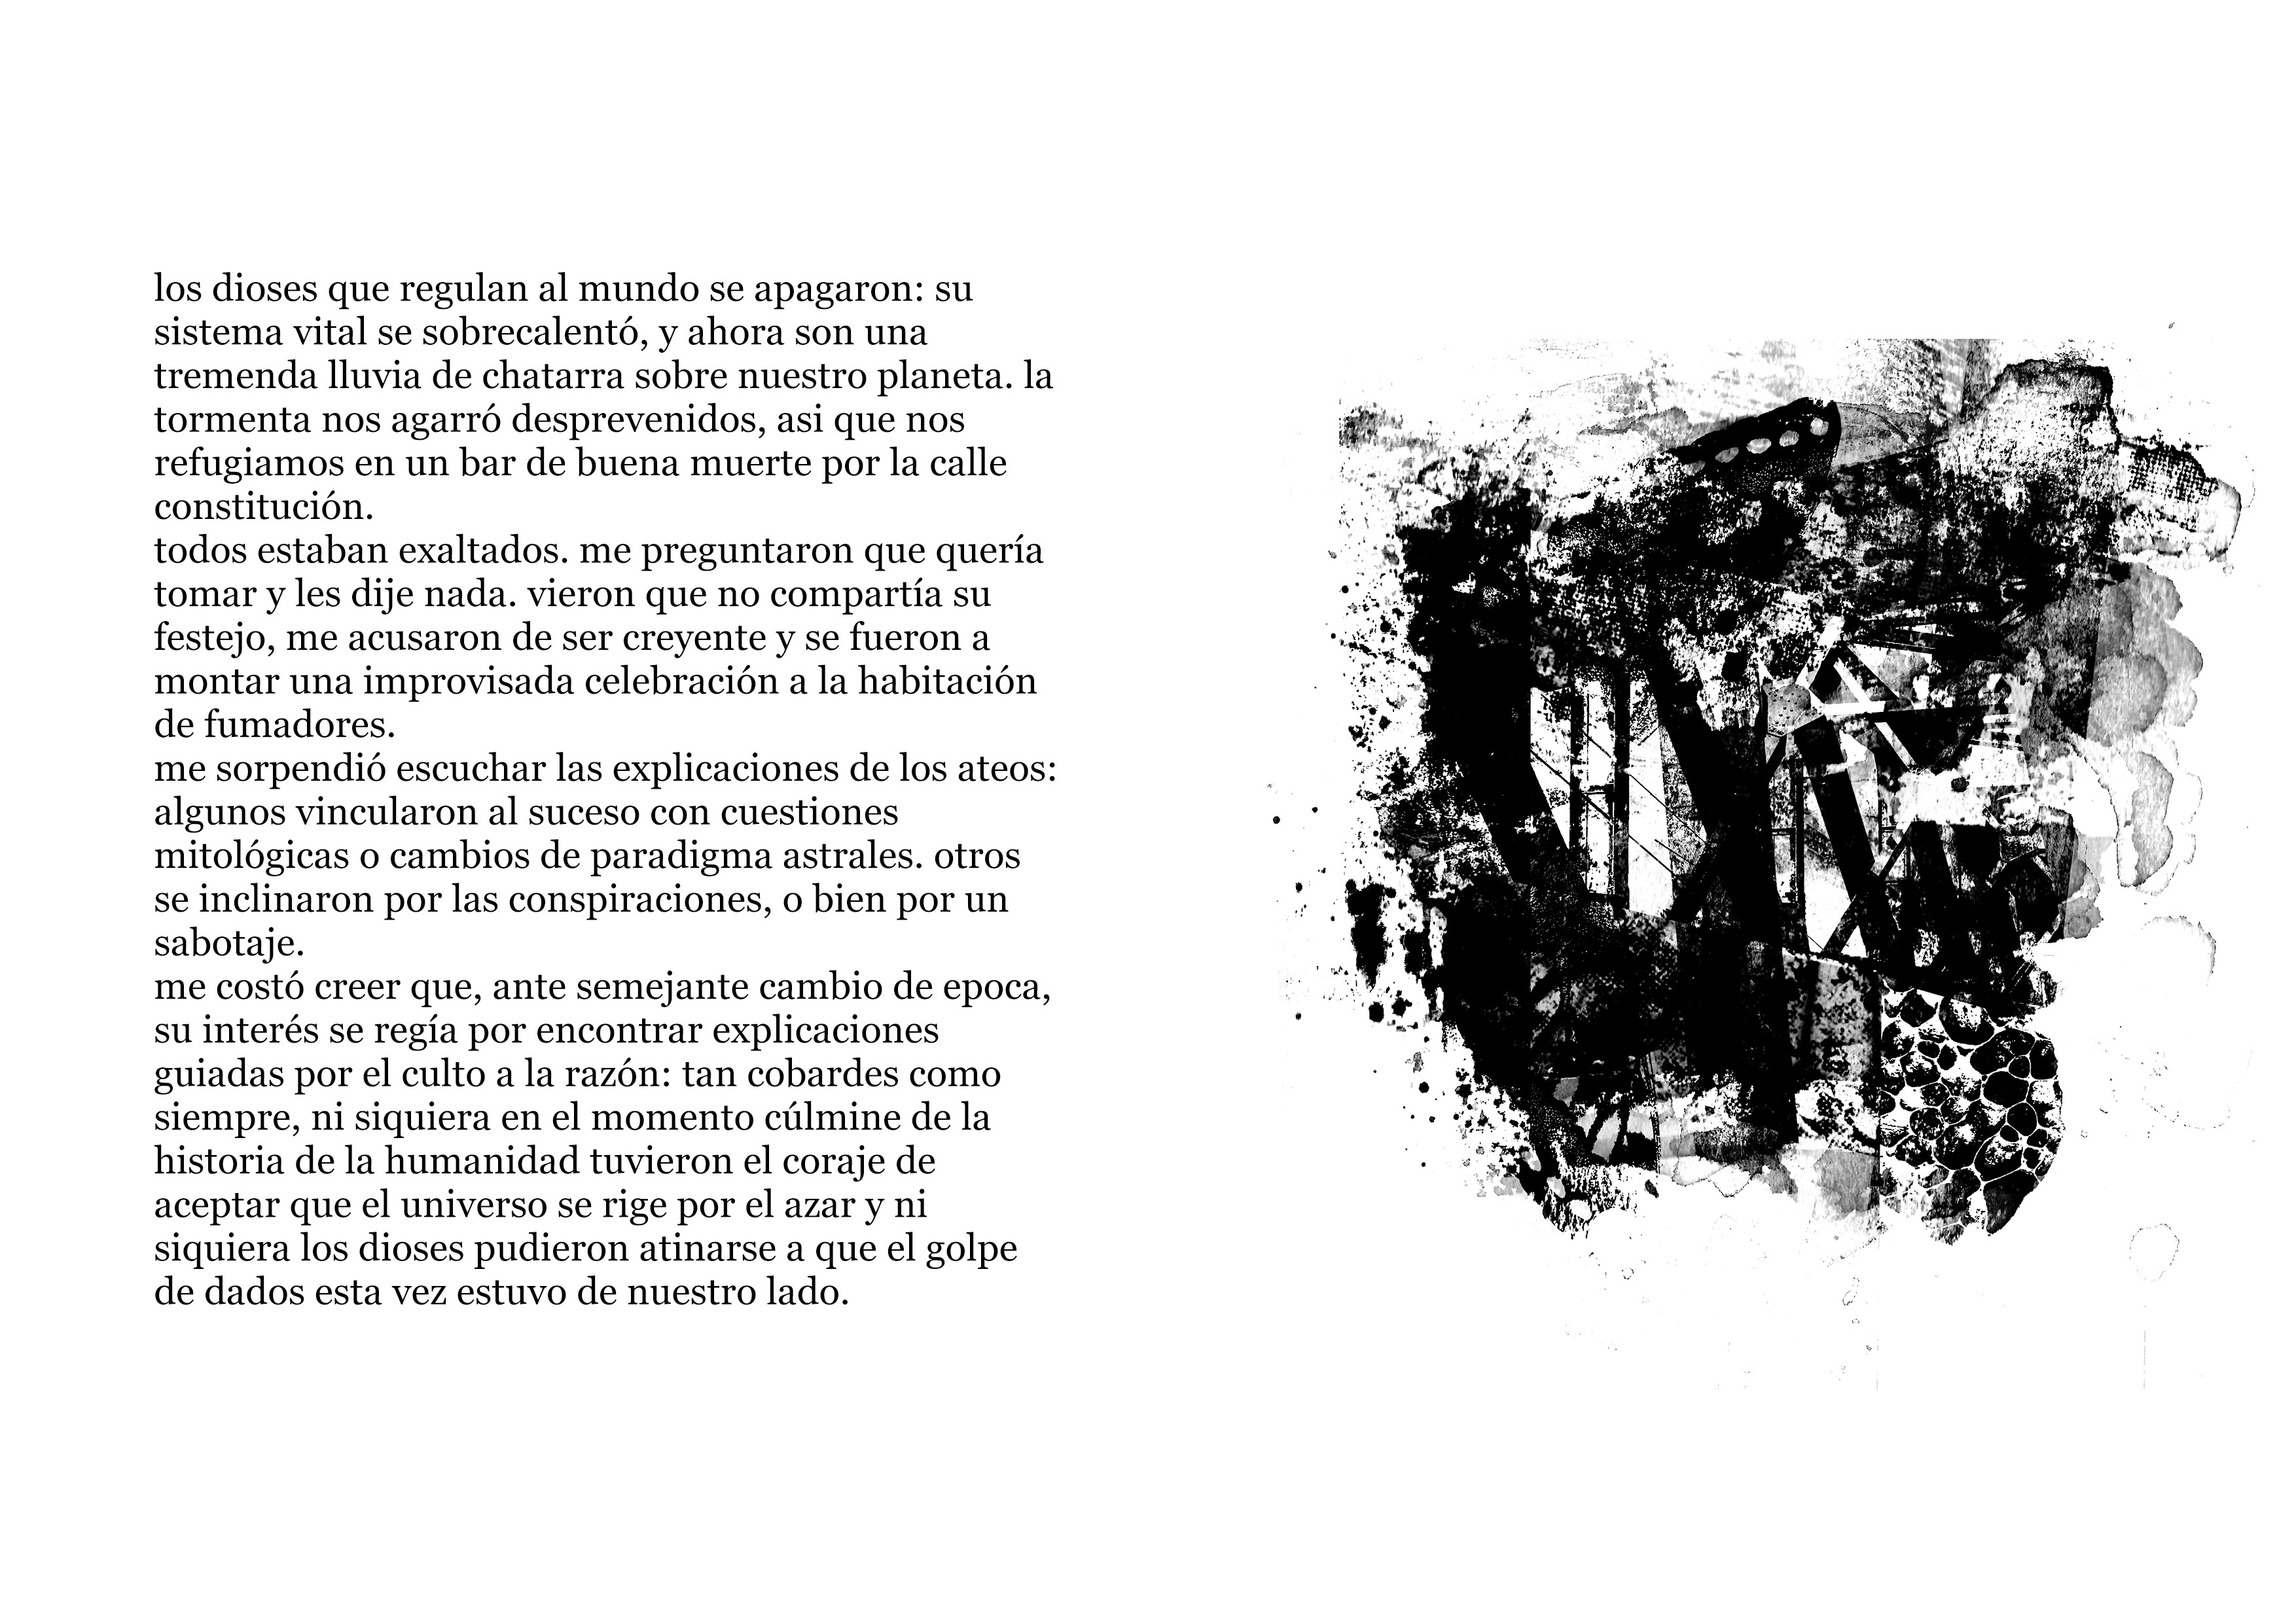 los dioses que regulan al mundo se apagaron: su
sistema vital se sobrecalentó, y ahora son una
tremenda lluvia de chatarra sobre nuestro planeta. la
tormenta nos agarró desprevenidos, asi que nos
refugiamos en un bar de buena muerte por la calle
constitución.
todos estaban exaltados. me preguntaron que quería
tomar y les dije nada. vieron que no compartía su
festejo, me acusaron de ser creyente y se fueron a
montar una improvisada celebración a la habitación
de fumadores.
me sorpendió escuchar las explicaciones de los ateos:
algunos vincularon al suceso con cuestiones
mitológicas o cambios de paradigma astrales. otros
se inclinaron por las conspiraciones, o bien por un
sabotaje.
me costó creer que, ante semejante cambio de epoca,
su interés se regía por encontrar explicaciones
guiadas por el culto a la razón: tan cobardes como
siempre, ni siquiera en el momento cúlmine de la
historia de la humanidad tuvieron el coraje de
aceptar que el universo se rige por el azar y ni
siquiera los dioses pudieron atinarse a que el golpe
de dados esta vez estuvo de nuestro lado.